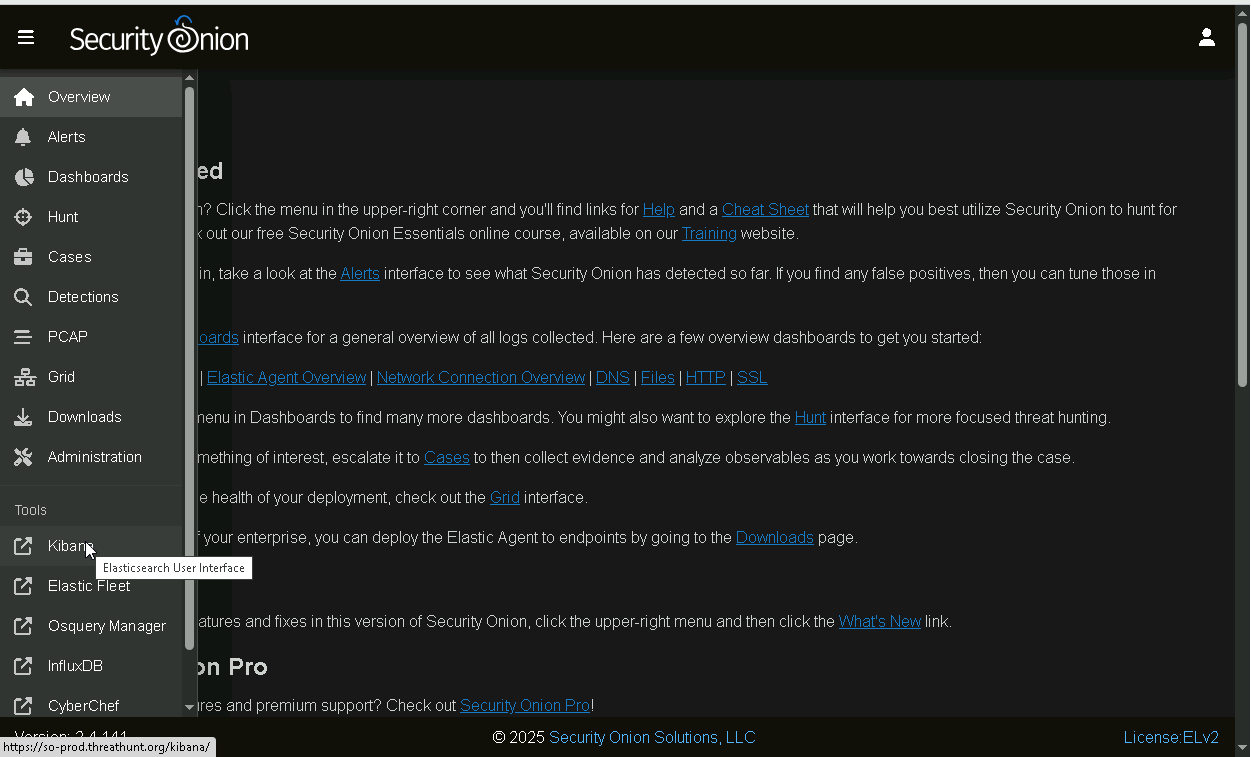 Security Onion
Overview
Alerts
Dashboards
Hunt
Cases
Detections
PCAP
Grid
Downloads
Administration
Tools
Kibana
Elasticsearch User Interface
Elastic Fleet
Osquery Manager
InfluxDB
CyberChef
ed
? Click the menu in the upper-right corner and you'll find links for Help and a Cheat Sheet that will help you best utilize Security Onion to hunt for
out our free Security Onion Essentials online course, available on our Training website.
in, take a look at the Alerts interface to see what Security Onion has detected so far. If you find any false positives, then you can tune those in
oards interface for a general overview of all logs collected. Here are a few overview dashboards to get you started:
| Elastic Agent Overview | Network Connection Overview | DNS | Files | HTTP | SSL
menu in Dashboards to find many more dashboards. You might also want to explore the Hunt interface for more focused threat hunting.
mething of interest, escalate it to Cases to then collect evidence and analyze observables as you work towards closing the case.
e health of your deployment, check out the Grid interface.
f your enterprise, you can deploy the Elastic Agent to endpoints by going to the Downloads page.
atures and fixes in this version of Security Onion, click the upper-right menu and then click the What's New link.
on Pro
res and premium support? Check out Security Onion Pro!
Version: 2.4.141
https://so-prod.threathunt.org/kibana/
© 2025 Security Onion Solutions, LLC
License:ELv2